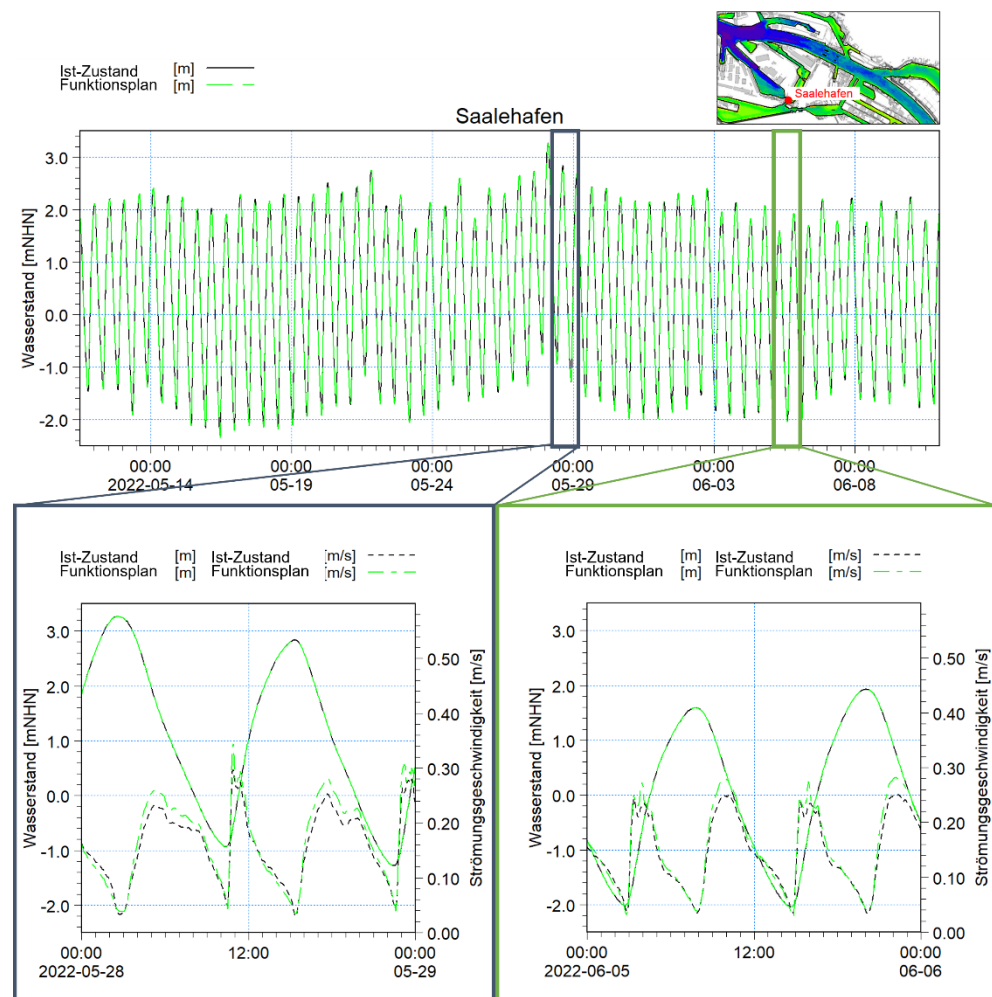 Ist-Zustand [m]
Funktionsplan [m]
Saalehafen
Saalehafen
Wasserstand [mNHN]
3.0
2.0
1.0
0.0
-1.0
-2.0
00:00 00:00 00:00 00:00 00:00 00:00
2022-05-14 05-19 05-24 05-29 06-03 06-08
Ist-Zustand [m] Ist-Zustand [m/s]
Funktionsplan [m] Funktionsplan [m/s]
Wasserstand [mNHN]
3.0
2.0
1.0
0.0
-1.0
-2.0
0.50
0.40
0.30
0.20
0.10
0.00
Strömungsgeschwindigkeit [m/s]
00:00 12:00 00:00
2022-05-28 05-29
Ist-Zustand [m] Ist-Zustand [m/s]
Funktionsplan [m] Funktionsplan [m/s]
Wasserstand [mNHN]
3.0
2.0
1.0
0.0
-1.0
-2.0
0.50
0.40
0.30
0.20
0.10
0.00
Strömungsgeschwindigkeit [m/s]
00:00 12:00 00:00
2022-06-05 06-06